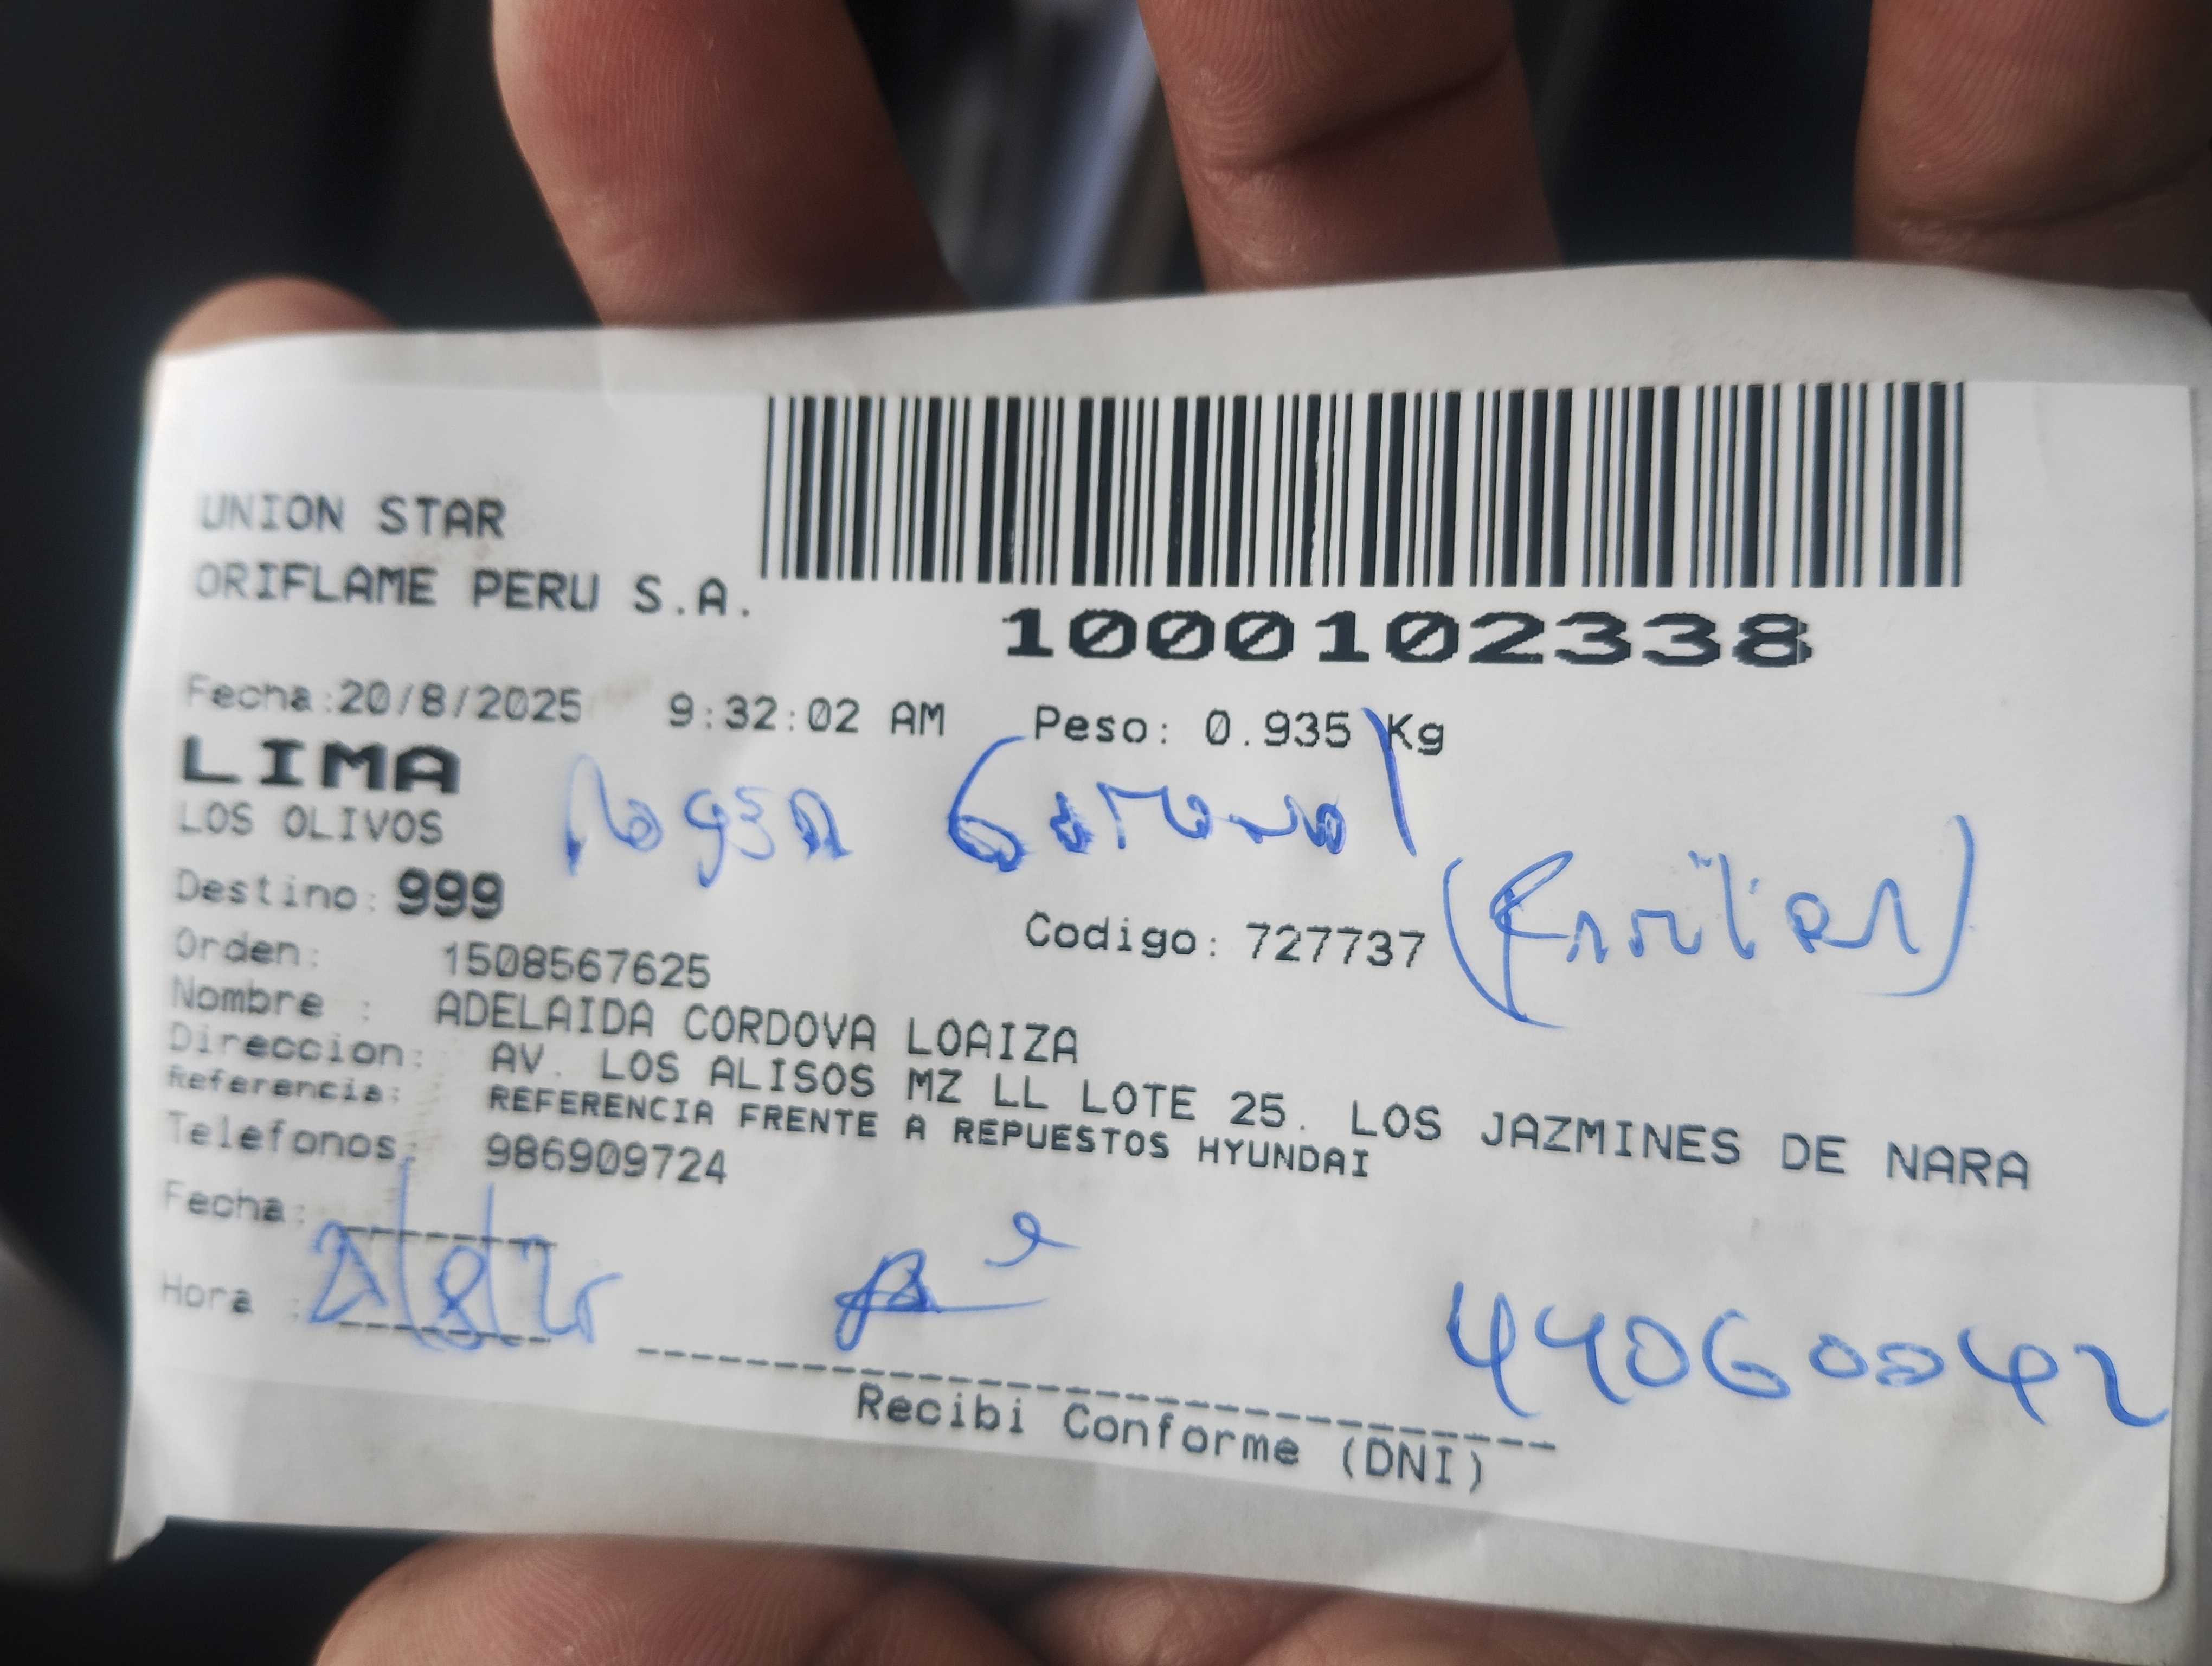 UNION STAR
ORIFLAME PERU S.A.
1000102338
Fecha:20/8/2025 9:32:02 AM Peso: 0.935 Kg
LIMA
LOS OLIVOS
Roger
Destino: 999
(Familiar)
Orden: 1508567625 Codigo: 727737
Nombre : ADELAIDA CORDOVA LOAIZA
Direccion: AV. LOS ALISOS MZ LL LOTE 25. LOS JAZMINES DE NARA
Referencia: REFERENCIA FRENTE A REPUESTOS HYUNDAI
Telefonos: 986909724
Fecha:
Hora :
44060042
Recibi Conforme (DNI)